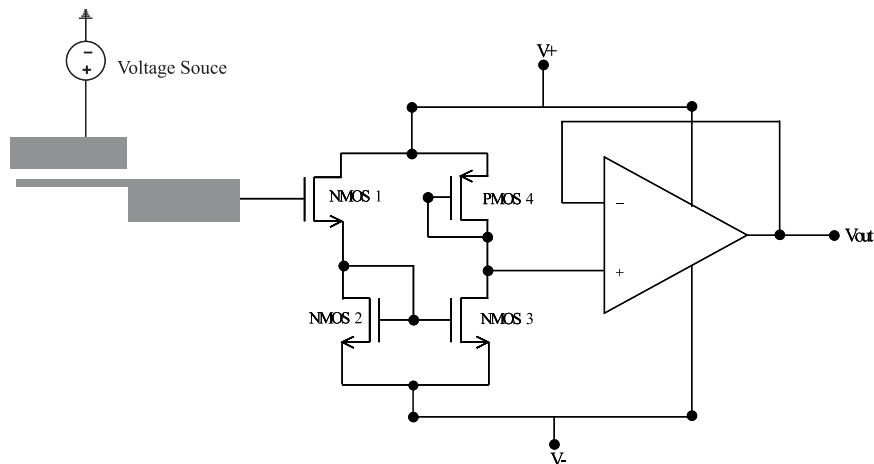 Voltage Souce
V+
NMOS 1
PMOS 4
NMOS 2
NMOS 3
Vout
V-